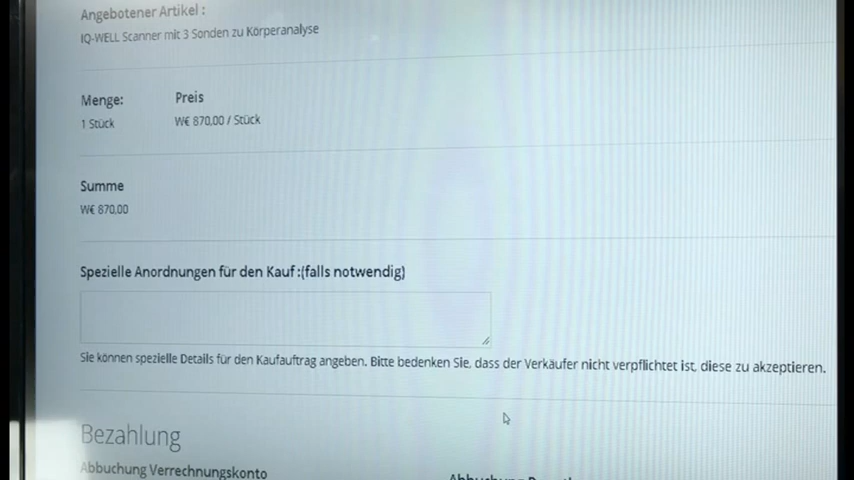 Angebotener Artikel :
IQ-WELL Scanner mit 3 Sonden zu Körperanalyse
Menge: Preis
1 Stück W€ 870,00 / Stück
Summe
W€ 870,00
Spezielle Anordnungen für den Kauf :(falls notwendig)
Sie können spezielle Details für den Kaufauftrag angeben. Bitte bedenken Sie, dass der Verkäufer nicht verpflichtet ist, diese zu akzeptieren.
Bezahlung
Abbuchung Verrechnungskonto